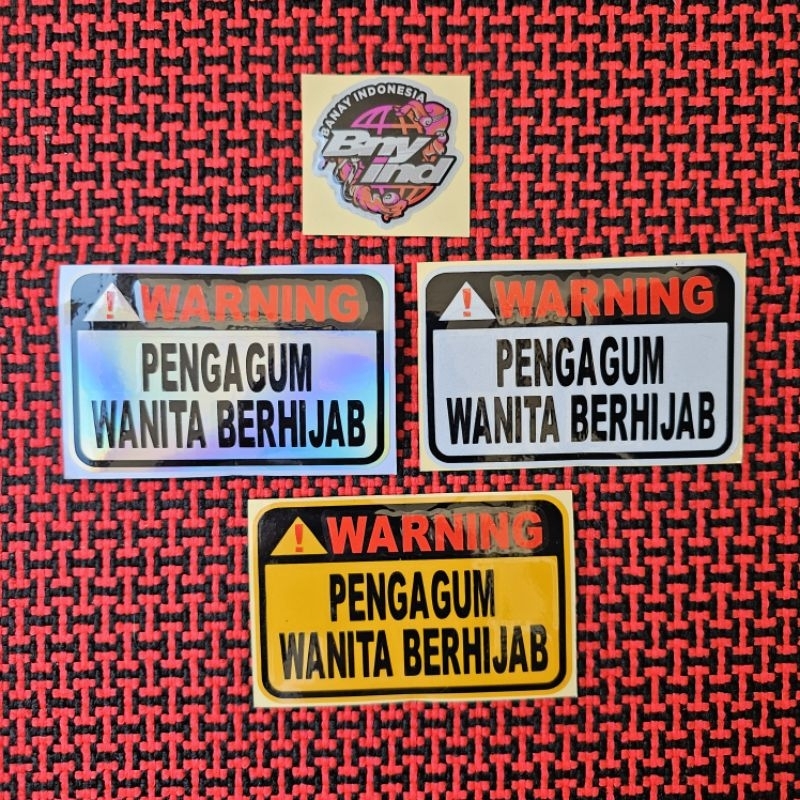 BANAY INDONESIA
Bny
ind
! WARNING
PENGAGUM
WANITA BERHIJAB
! WARNING
PENGAGUM
WANITA BERHIJAB
! WARNING
PENGAGUM
WANITA BERHIJAB